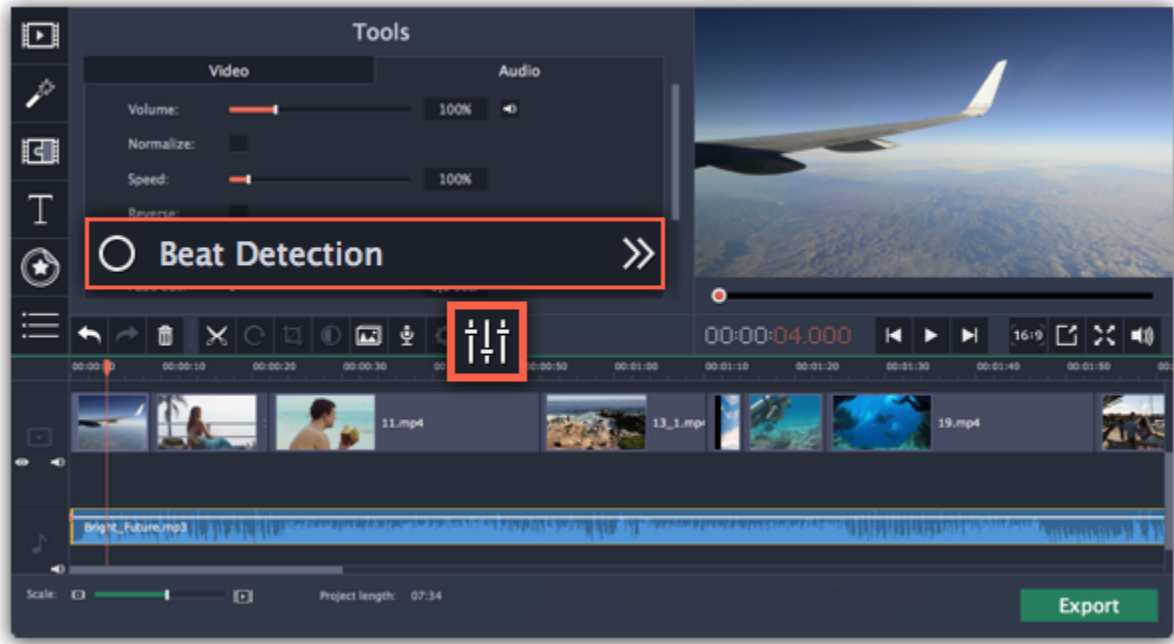 Tools
Video Audio
Volume: 100%
Normalize:
Speed: 100%
Reverse:
Beat Detection
T
00:00:04.000 16:9
00:00:10 00:00:20 00:00:30 00:00:50 00:01:00 00:01:10 00:01:20 00:01:30 00:01:40 00:01:50
11.mp4 13_1.mp4 19.mp4
Bright_Future.mp3
Scale: Project length: 07:34
Export